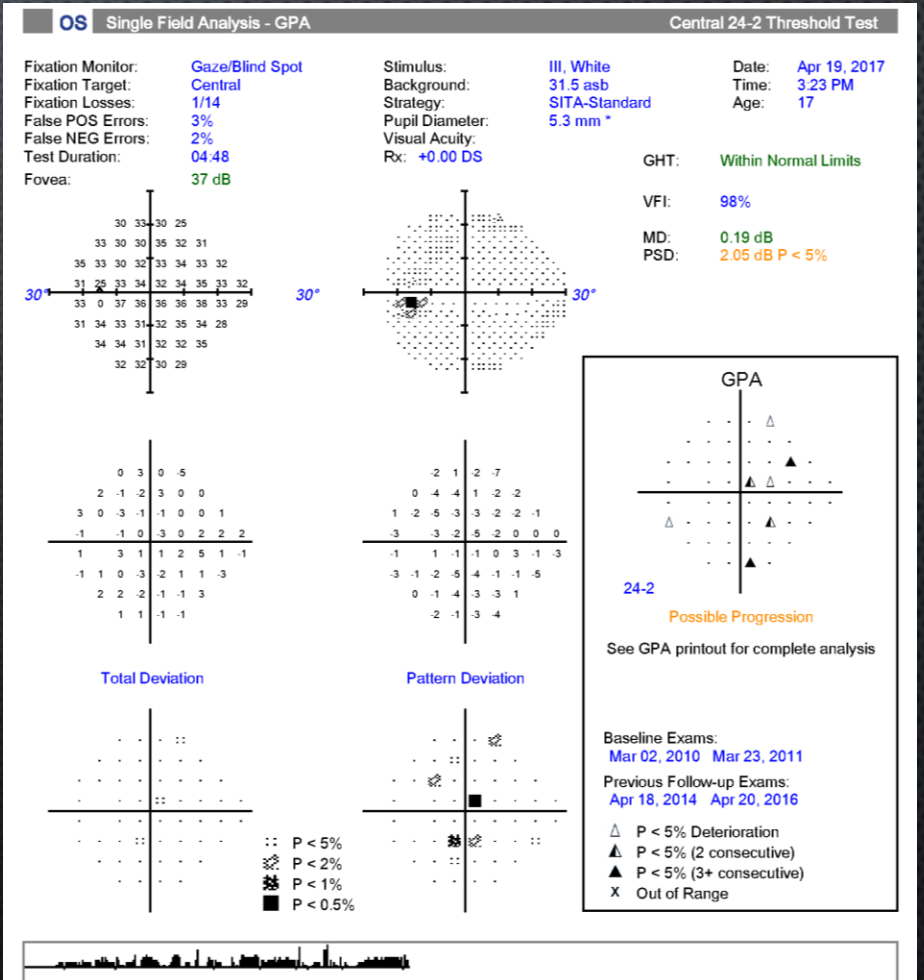 OS Single Field Analysis - GPA Central 24-2 Threshold Test
Fixation Monitor: Gaze/Blind Spot
Fixation Target: Central
Fixation Losses: 1/14
False POS Errors: 3%
False NEG Errors: 2%
Test Duration: 04:48
Fovea: 37 dB
Stimulus: III, White
Background: 31.5 asb
Strategy: SITA-Standard
Pupil Diameter: 5.3 mm *
Visual Acuity:
Rx: +0.00 DS
Date: Apr 19, 2017
Time: 3:23 PM
Age: 17
GHT: Within Normal Limits
VFI: 98%
MD: 0.19 dB
PSD: 2.05 dB P < 5%
30 33 30 25
33 30 30 35 32 31
35 33 30 32 33 34 33 32
31 25 33 34 32 34 35 33 32
30°
33 0 37 36 36 36 38 33 29
31 34 33 31 32 35 34 28
34 34 31 32 32 35
32 32 30 29
30°
30°
0 3 0 -5
2 -1 -2 3 0 0
3 0 -3 -1 -1 0 0 1
-1 -1 0 -3 0 2 2 2
1 3 1 1 2 5 1 -1
-1 1 0 -3 -2 1 1 -3
2 2 -2 -1 -1 3
1 1 -1 -1
Total Deviation
-2 1 -2 -7
0 -4 -4 1 -2 -2
1 -2 -5 -3 -3 -2 -2 -1
-3 -3 -2 -5 -2 0 0 0
-1 1 -1 -1 0 3 -1 -3
-3 -1 -2 -5 -4 -1 -1 -5
0 -1 -4 -3 -3 1
-2 -1 -3 -4
Pattern Deviation
:: P < 5%
P < 2%
P < 1%
P < 0.5%
GPA
24-2
Possible Progression
See GPA printout for complete analysis
Baseline Exams:
Mar 02, 2010 Mar 23, 2011
Previous Follow-up Exams:
Apr 18, 2014 Apr 20, 2016
P < 5% Deterioration
P < 5% (2 consecutive)
P < 5% (3+ consecutive)
X Out of Range